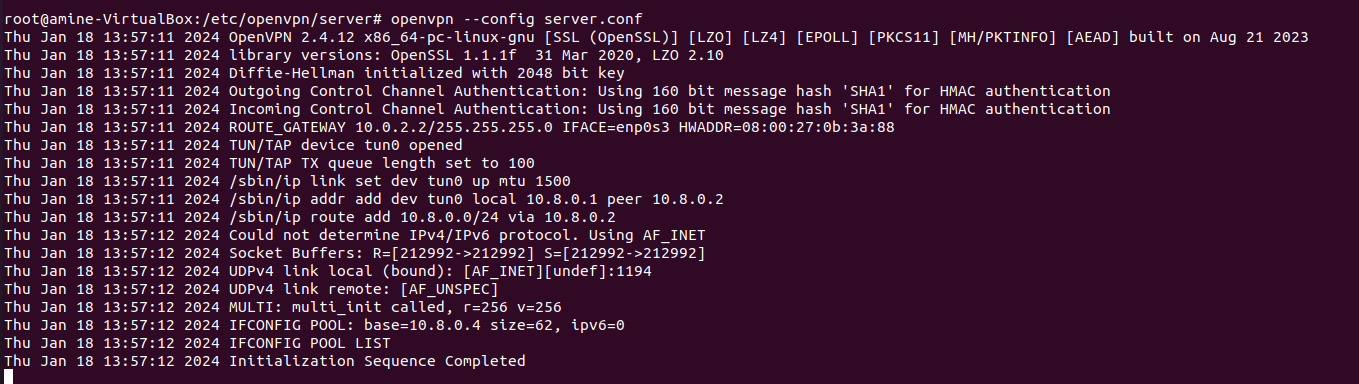 root@amine-VirtualBox:/etc/openvpn/server# openvpn --config server.conf
Thu Jan 18 13:57:11 2024 OpenVPN 2.4.12 x86_64-pc-linux-gnu [SSL (OpenSSL)] [LZO] [LZ4] [EPOLL] [PKCS11] [MH/PKTINFO] [AEAD] built on Aug 21 2023
Thu Jan 18 13:57:11 2024 library versions: OpenSSL 1.1.1f  31 Mar 2020, LZO 2.10
Thu Jan 18 13:57:11 2024 Diffie-Hellman initialized with 2048 bit key
Thu Jan 18 13:57:11 2024 Outgoing Control Channel Authentication: Using 160 bit message hash 'SHA1' for HMAC authentication
Thu Jan 18 13:57:11 2024 Incoming Control Channel Authentication: Using 160 bit message hash 'SHA1' for HMAC authentication
Thu Jan 18 13:57:11 2024 ROUTE_GATEWAY 10.0.2.2/255.255.255.0 IFACE=enp0s3 HWADDR=08:00:27:0b:3a:88
Thu Jan 18 13:57:11 2024 TUN/TAP device tun0 opened
Thu Jan 18 13:57:11 2024 TUN/TAP TX queue length set to 100
Thu Jan 18 13:57:11 2024 /sbin/ip link set dev tun0 up mtu 1500
Thu Jan 18 13:57:11 2024 /sbin/ip addr add dev tun0 local 10.8.0.1 peer 10.8.0.2
Thu Jan 18 13:57:11 2024 /sbin/ip route add 10.8.0.0/24 via 10.8.0.2
Thu Jan 18 13:57:12 2024 Could not determine IPv4/IPv6 protocol. Using AF_INET
Thu Jan 18 13:57:12 2024 Socket Buffers: R=[212992->212992] S=[212992->212992]
Thu Jan 18 13:57:12 2024 UDPv4 link local (bound): [AF_INET][undef]:1194
Thu Jan 18 13:57:12 2024 UDPv4 link remote: [AF_UNSPEC]
Thu Jan 18 13:57:12 2024 MULTI: multi_init called, r=256 v=256
Thu Jan 18 13:57:12 2024 IFCONFIG POOL: base=10.8.0.4 size=62, ipv6=0
Thu Jan 18 13:57:12 2024 IFCONFIG POOL LIST
Thu Jan 18 13:57:12 2024 Initialization Sequence Completed